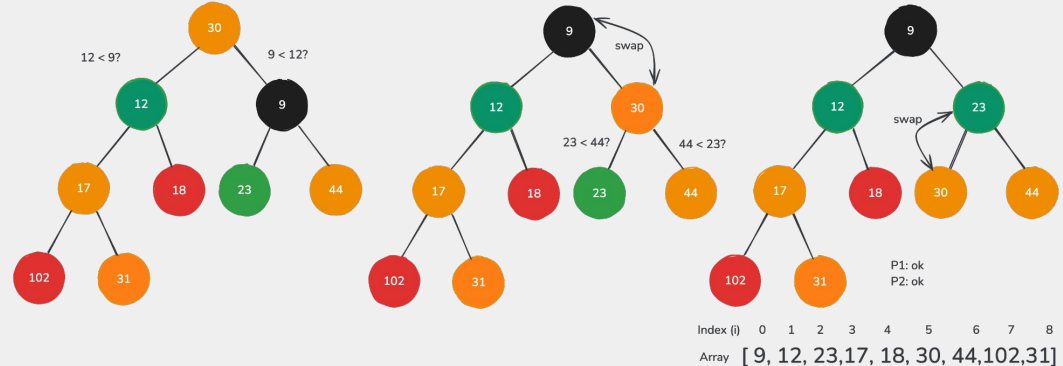 30
12 < 9?
9 < 12?
12
9
17
18
23
44
102
31
9
swap
12
30
23 < 44?
44 < 23?
17
18
23
44
102
31
9
12
23
swap
17
18
30
44
102
31
P1: ok
P2: ok
Index (i) 0 1 2 3 4 5 6 7 8
Array [ 9, 12, 23,17, 18, 30, 44,102,31]